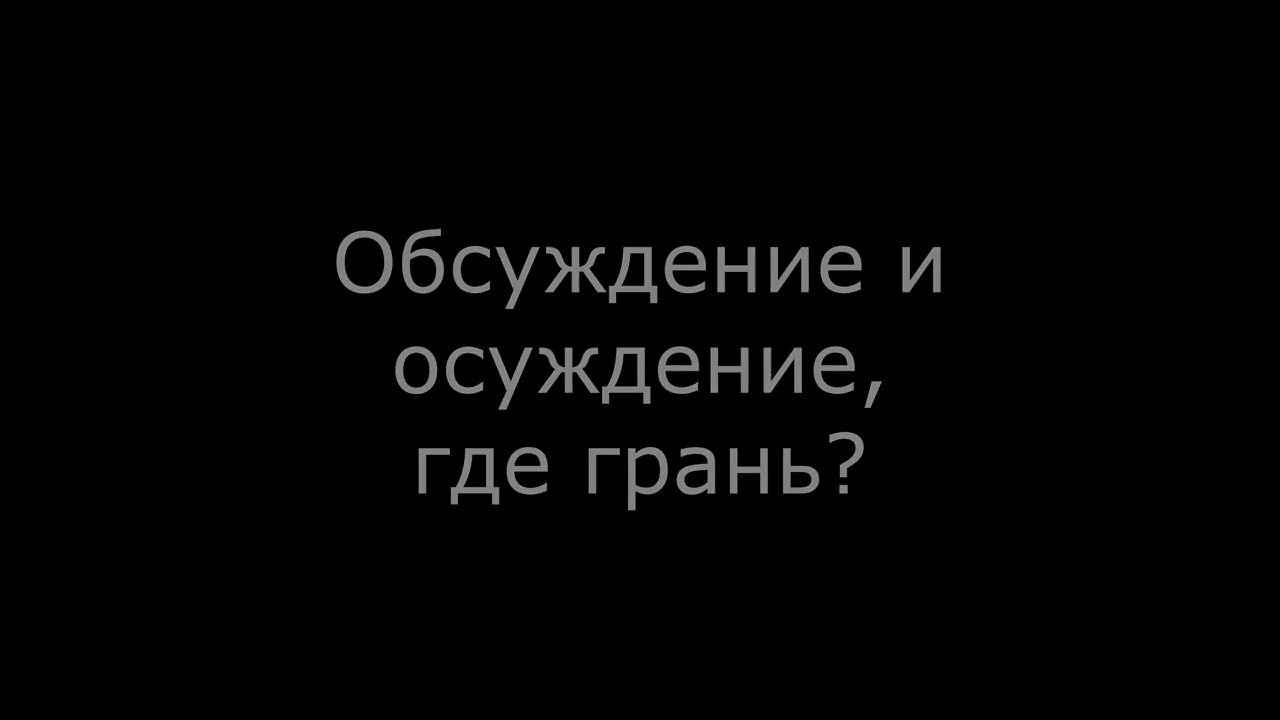 Обсуждение и
осуждение,
где грань?